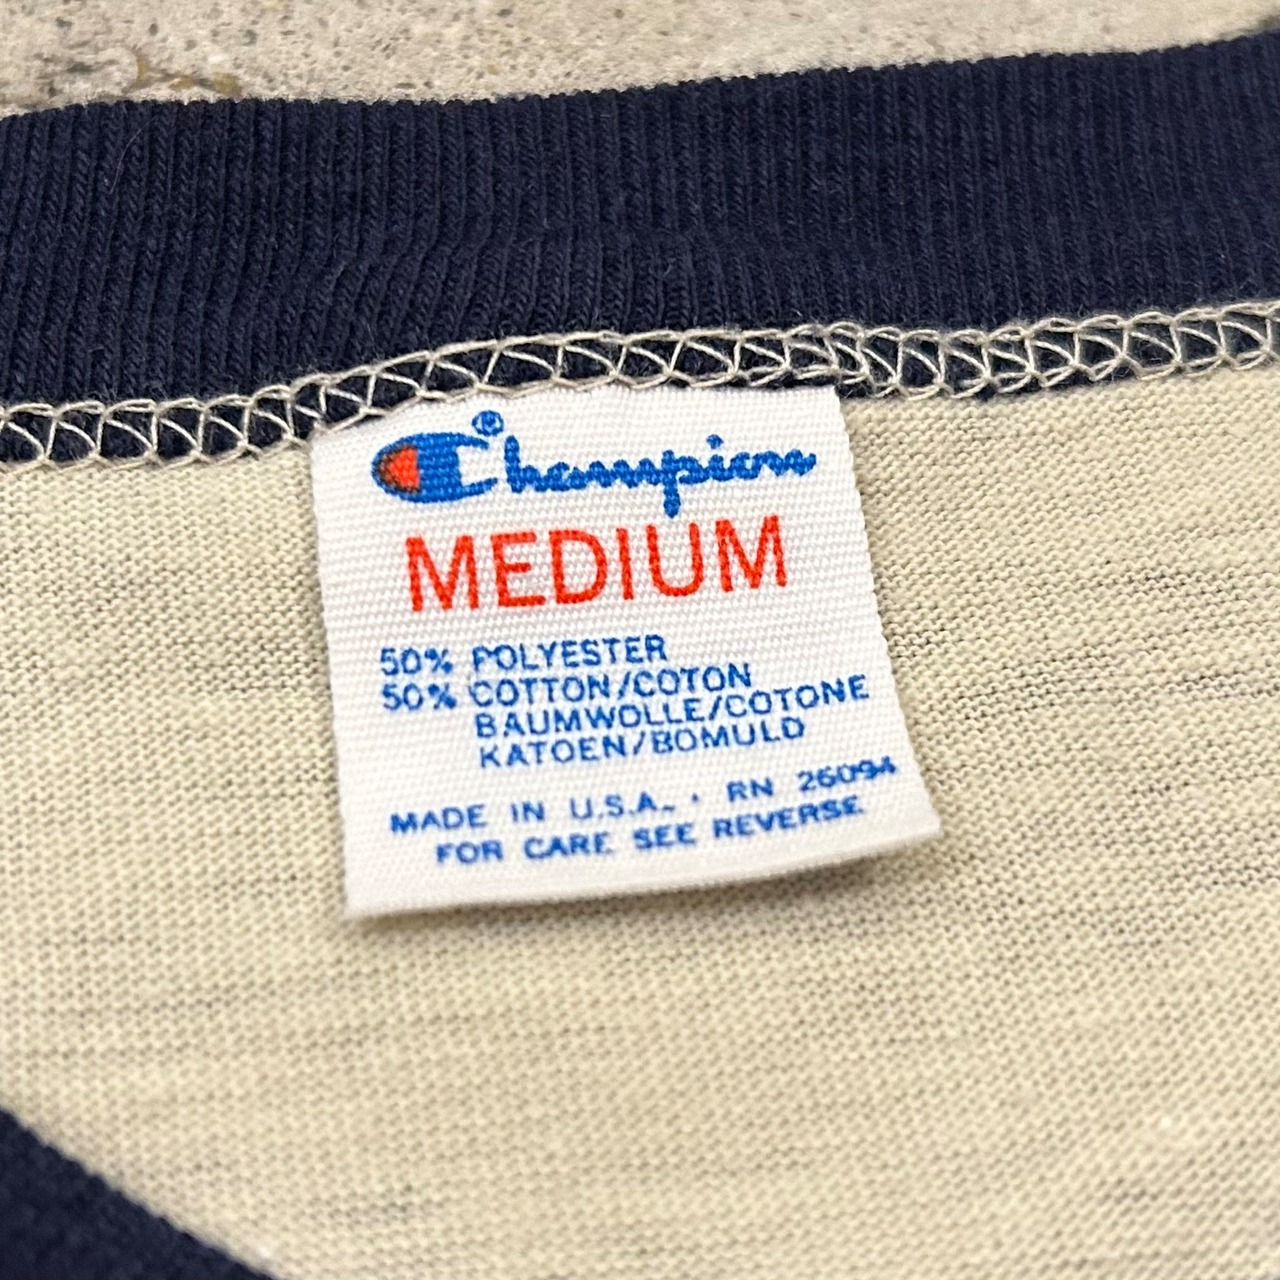 Champion®
MEDIUM
50% POLYESTER
50% COTTON/COTON
BAUMWOLLE/COTONE
KATOEN/BOMULD
MADE IN U.S.A. · RN 26094
FOR CARE SEE REVERSE